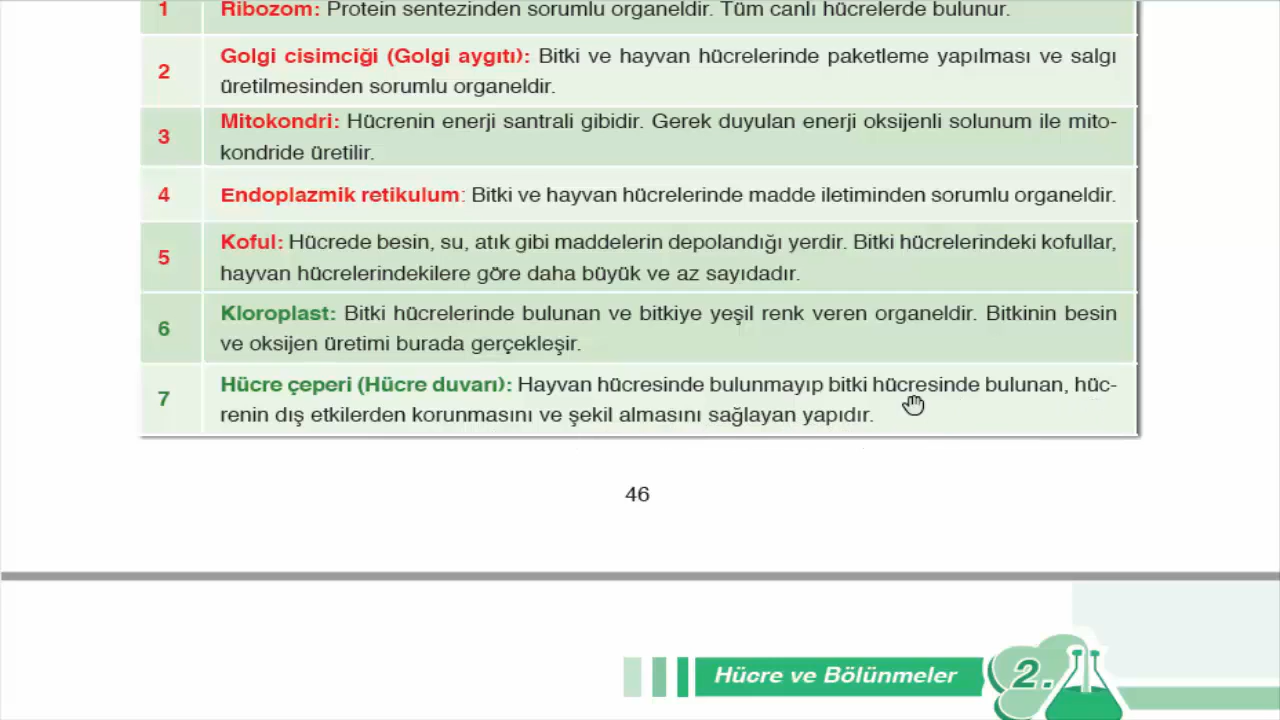 1 Ribozom: Protein sentezinden sorumlu organeldir. Tüm canlı hücrelerde bulunur.
2 Golgi cisimciği (Golgi aygıtı): Bitki ve hayvan hücrelerinde paketleme yapılması ve salgı
üretilmesinden sorumlu organeldir.
3 Mitokondri: Hücrenin enerji santrali gibidir. Gerek duyulan enerji oksijenli solunum ile mito-
kondride üretilir.
4 Endoplazmik retikulum: Bitki ve hayvan hücrelerinde madde iletiminden sorumlu organeldir.
5 Koful: Hücrede besin, su, atık gibi maddelerin depolandığı yerdir. Bitki hücrelerindeki kofullar,
hayvan hücrelerindekilere göre daha büyük ve az sayıdadır.
6 Kloroplast: Bitki hücrelerinde bulunan ve bitkiye yeşil renk veren organeldir. Bitkinin besin
ve oksijen üretimi burada gerçekleşir.
7 Hücre çeperi (Hücre duvarı): Hayvan hücresinde bulunmayıp bitki hücresinde bulunan, hüc-
renin dış etkilerden korunmasını ve şekil almasını sağlayan yapıdır.
46
Hücre ve Bölünmeler 2.